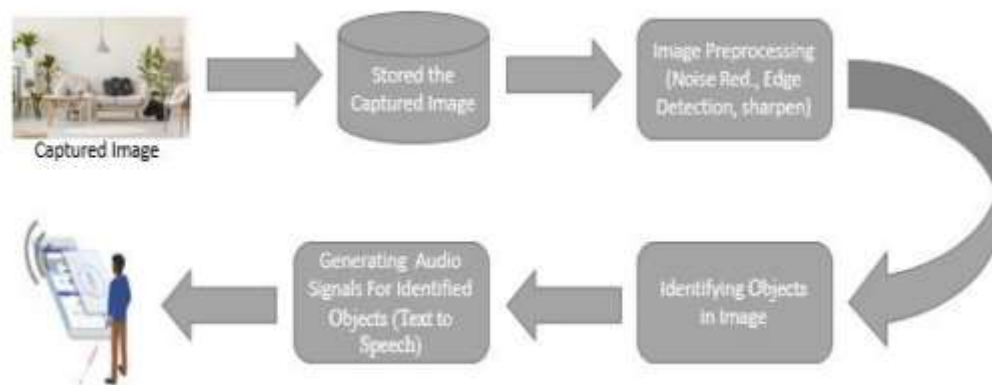 Captured Image
Stored the
Captured Image
Image Preprocessing
(Noise Red., Edge
Detection, sharpen)
Identifying Objects
in Image
Generating Audio
Signals For Identified
Objects (Text to
Speech)